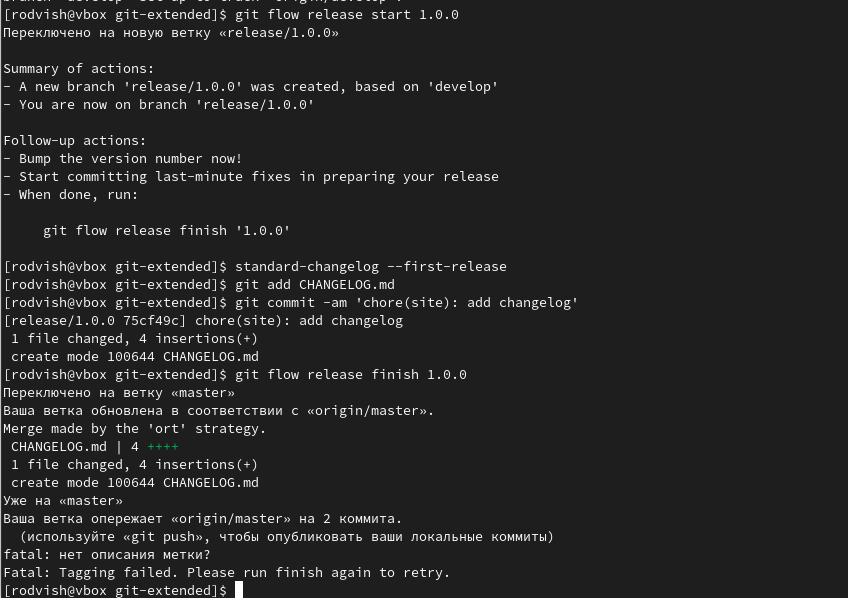 [rodvish@vbox git-extended]$ git flow release start 1.0.0
Переключено на новую ветку «release/1.0.0»
Summary of actions:
- A new branch 'release/1.0.0' was created, based on 'develop'
- You are now on branch 'release/1.0.0'
Follow-up actions:
- Bump the version number now!
- Start committing last-minute fixes in preparing your release
- When done, run:
git flow release finish '1.0.0'
[rodvish@vbox git-extended]$ standard-changelog --first-release
[rodvish@vbox git-extended]$ git add CHANGELOG.md
[rodvish@vbox git-extended]$ git commit -am 'chore(site): add changelog'
[release/1.0.0 75cf49c] chore(site): add changelog
1 file changed, 4 insertions(+)
create mode 100644 CHANGELOG.md
[rodvish@vbox git-extended]$ git flow release finish 1.0.0
Переключено на ветку «master»
Ваша ветка обновлена в соответствии с «origin/master».
Merge made by the 'ort' strategy.
CHANGELOG.md | 4 ++++
1 file changed, 4 insertions(+)
create mode 100644 CHANGELOG.md
Уже на «master»
Ваша ветка опережает «origin/master» на 2 коммита.
(используйте «git push», чтобы опубликовать ваши локальные коммиты)
fatal: нет описания метки?
Fatal: Tagging failed. Please run finish again to retry.
[rodvish@vbox git-extended]$